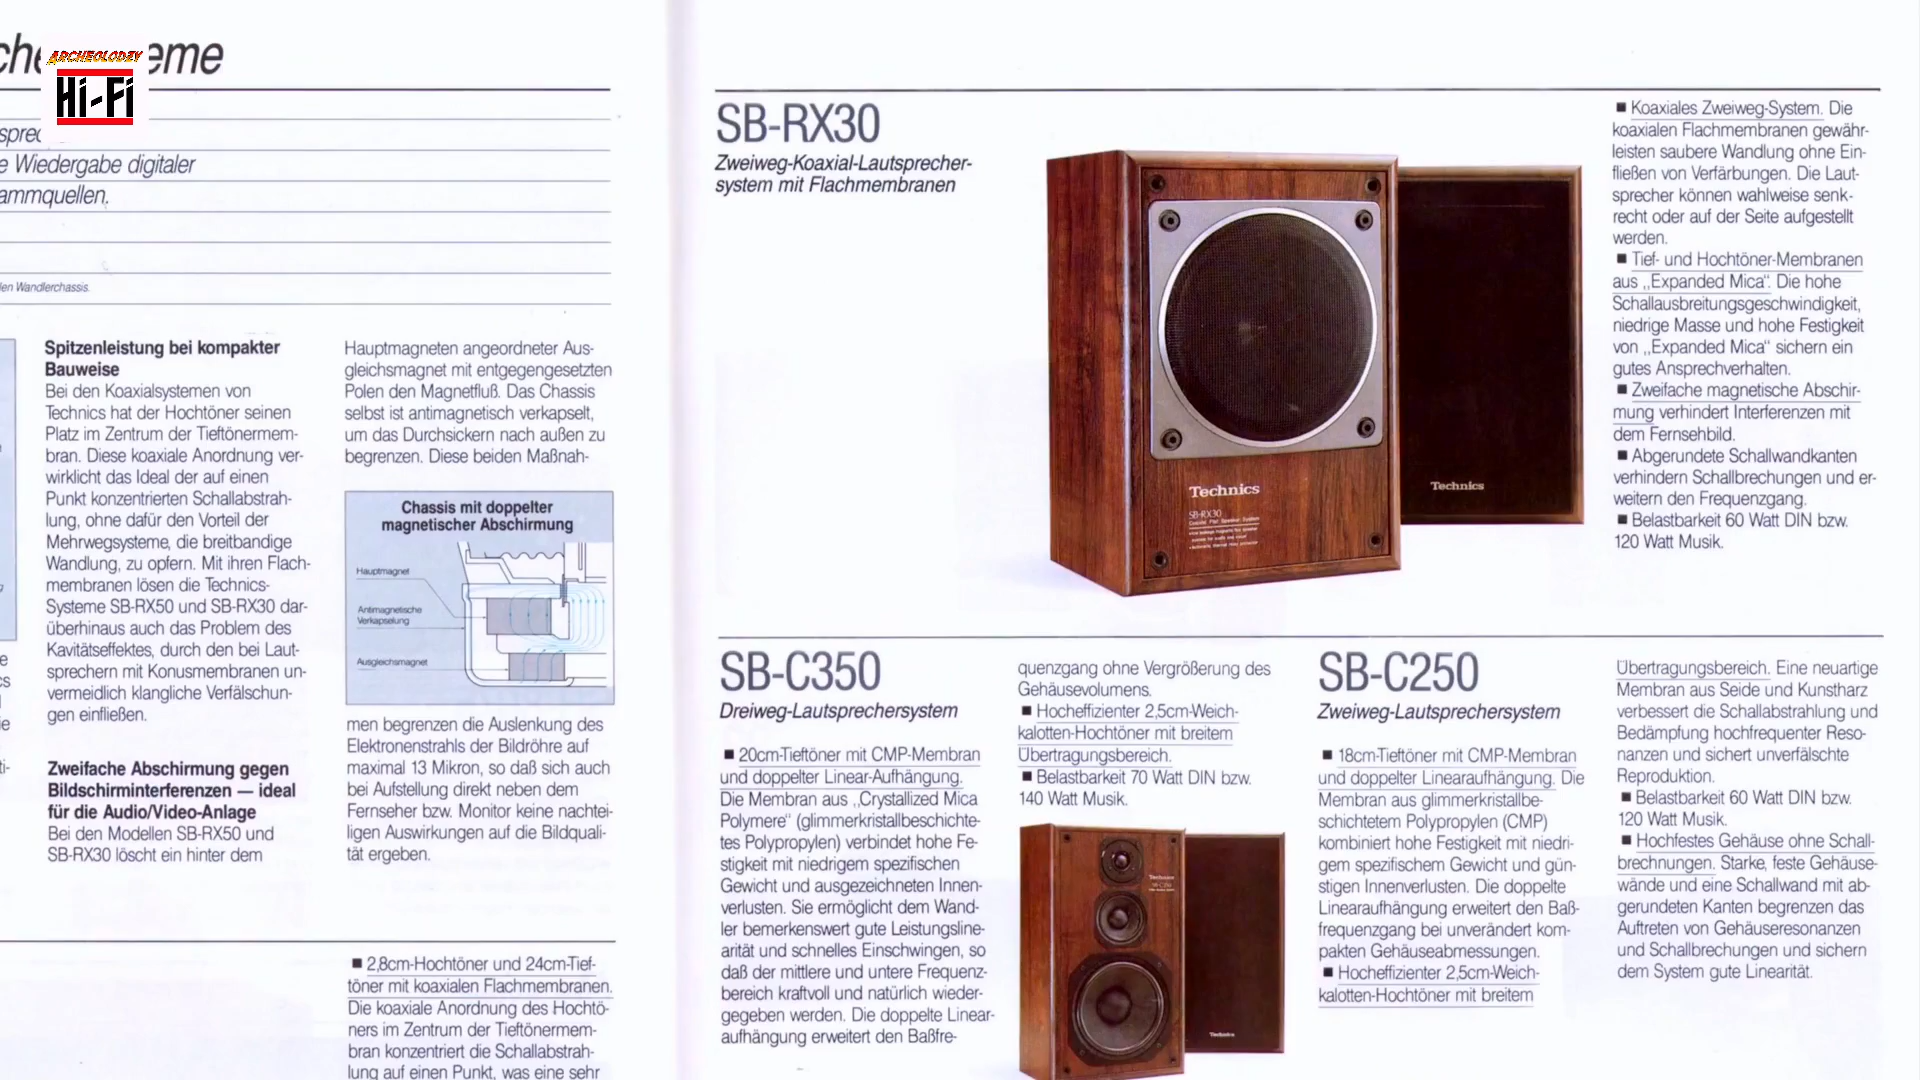 ARCHEOLODZY
Hi-Fi
eme
sprec
e Wiedergabe digitaler
ammquellen.
len Wandlerchassis.
Spitzenleistung bei kompakter
Bauweise
Bei den Koaxialsystemen von
Technics hat der Hochtöner seinen
Platz im Zentrum der Tieftönermem-
bran. Diese koaxiale Anordnung ver-
wirklicht das Ideal der auf einen
Punkt konzentrierten Schallabstrah-
lung, ohne dafür den Vorteil der
Mehrwegsysteme, die breitbandige
Wandlung, zu opfern. Mit ihren Flach-
membranen lösen die Technics-
Systeme SB-RX50 und SB-RX30 dar-
überhinaus auch das Problem des
Kavitätseffektes, durch den bei Laut-
sprechern mit Konusmembranen un-
vermeidlich klangliche Verfälschun-
gen einfließen.
Zweifache Abschirmung gegen
Bildschirminterferenzen — ideal
für die Audio/Video-Anlage
Bei den Modellen SB-RX50 und
SB-RX30 löscht ein hinter dem
Hauptmagneten angeordneter Aus-
gleichsmagnet mit entgegengesetzten
Polen den Magnetfluß. Das Chassis
selbst ist antimagnetisch verkapselt,
um das Durchsickern nach außen zu
begrenzen. Diese beiden Maßnah-
Chassis mit doppelter
magnetischer Abschirmung
Hauptmagnet
Antimagnetische
Verkapselung
Ausgleichsmagnet
men begrenzen die Auslenkung des
Elektronenstrahls der Bildröhre auf
maximal 13 Mikron, so daß sich auch
bei Aufstellung direkt neben dem
Fernseher bzw. Monitor keine nachtei-
ligen Auswirkungen auf die Bildquali-
tät ergeben.
■ 2,8cm-Hochtöner und 24cm-Tief-
töner mit koaxialen Flachmembranen.
Die koaxiale Anordnung des Hochtö-
ners im Zentrum der Tieftönermem-
bran konzentriert die Schallabstrah-
lung auf einen Punkt, was eine sehr
SB-RX30
Zweiweg-Koaxial-Lautsprecher-
system mit Flachmembranen
Technics
SB-RX30
Coaxial Flat Speaker System
Technics
■ Koaxiales Zweiweg-System. Die
koaxialen Flachmembranen gewähr-
leisten saubere Wandlung ohne Ein-
fließen von Verfärbungen. Die Laut-
sprecher können wahlweise senk-
recht oder auf der Seite aufgestellt
werden.
■ Tief- und Hochtöner-Membranen
aus „Expanded Mica“. Die hohe
Schallausbreitungsgeschwindigkeit,
niedrige Masse und hohe Festigkeit
von „Expanded Mica“ sichern ein
gutes Ansprechverhalten.
■ Zweifache magnetische Abschir-
mung verhindert Interferenzen mit
dem Fernsehbild.
■ Abgerundete Schallwandkanten
verhindern Schallbrechungen und er-
weitern den Frequenzgang.
■ Belastbarkeit 60 Watt DIN bzw.
120 Watt Musik.
SB-C350
Dreiweg-Lautsprechersystem
■ 20cm-Tieftöner mit CMP-Membran
und doppelter Linear-Aufhängung.
Die Membran aus „Crystallized Mica
Polymere“ (glimmerkristallbeschichte-
tes Polypropylen) verbindet hohe Fe-
stigkeit mit niedrigem spezifischen
Gewicht und ausgezeichneten Innen-
verlusten. Sie ermöglicht dem Wand-
ler bemerkenswert gute Leistungsline-
arität und schnelles Einschwingen, so
daß der mittlere und untere Frequenz-
bereich kraftvoll und natürlich wieder-
gegeben werden. Die doppelte Linear-
aufhängung erweitert den Baßfre-
quenzgang ohne Vergrößerung des
Gehäusevolumens.
■ Hocheffizienter 2,5cm-Weich-
kalotten-Hochtöner mit breitem
Übertragungsbereich.
■ Belastbarkeit 70 Watt DIN bzw.
140 Watt Musik.
Technics
Technics
SB-C250
Zweiweg-Lautsprechersystem
■ 18cm-Tieftöner mit CMP-Membran
und doppelter Linearaufhängung. Die
Membran aus glimmerkristallbe-
schichtetem Polypropylen (CMP)
kombiniert hohe Festigkeit mit niedri-
gem spezifischem Gewicht und gün-
stigen Innenverlusten. Die doppelte
Linearaufhängung erweitert den Baß-
frequenzgang bei unverändert kom-
pakten Gehäuseabmessungen.
■ Hocheffizienter 2,5cm-Weich-
kalotten-Hochtöner mit breitem
Übertragungsbereich. Eine neuartige
Membran aus Seide und Kunstharz
verbessert die Schallabstrahlung und
Bedämpfung hochfrequenter Reso-
nanzen und sichert unverfälschte
Reproduktion.
■ Belastbarkeit 60 Watt DIN bzw.
120 Watt Musik.
■ Hochfestes Gehäuse ohne Schall-
brechnungen. Starke, feste Gehäuse-
wände und eine Schallwand mit ab-
gerundeten Kanten begrenzen das
Auftreten von Gehäuseresonanzen
und Schallbrechungen und sichern
dem System gute Linearität.